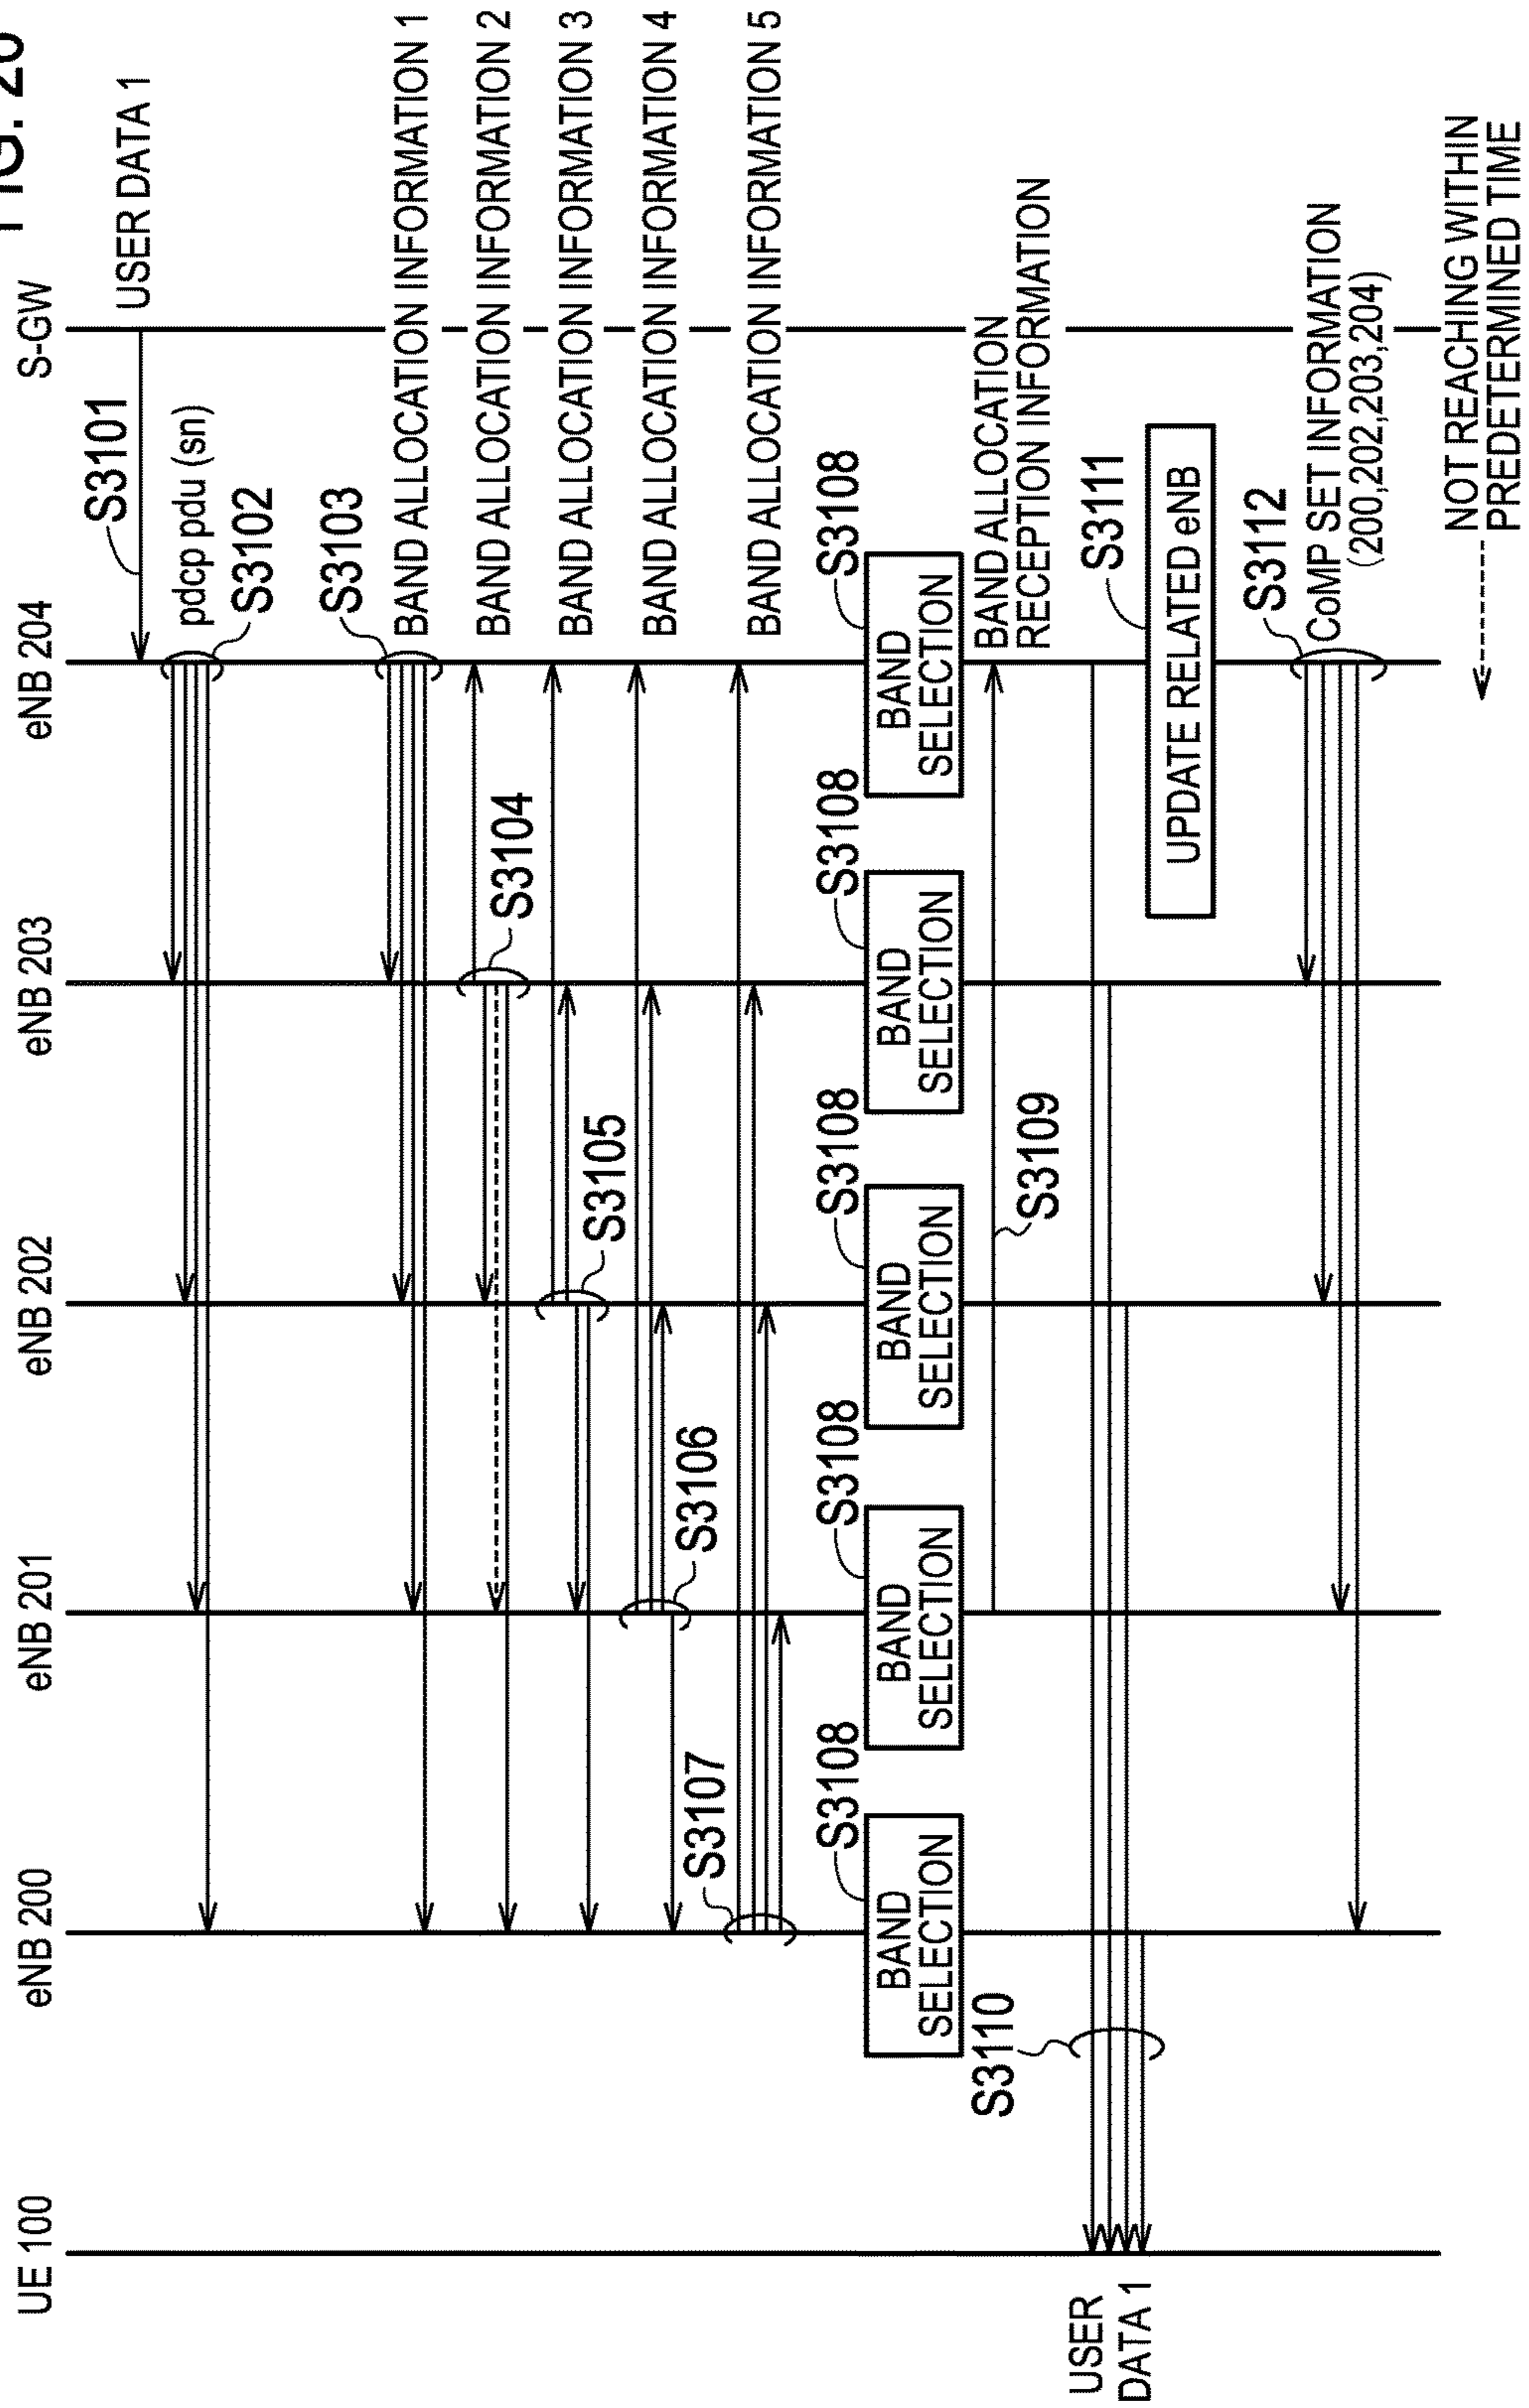 FIG.
UE 100
eNB 200
eNB 201
eNB 202
eNB 203
eNB 204
S-GW
S3101
USER DATA 1
pdcp pdu (sn)
S3102
S3103
BAND ALLOCATION INFORMATION 1
S3104
BAND ALLOCATION INFORMATION 2
S3105
BAND ALLOCATION INFORMATION 3
S3106
BAND ALLOCATION INFORMATION 4
S3107
BAND ALLOCATION INFORMATION 5
S3108
S3108
S3108
S3108
S3108
BAND
SELECTION
BAND
SELECTION
BAND
SELECTION
BAND
SELECTION
BAND
SELECTION
S3109
BAND ALLOCATION
RECEPTION INFORMATION
S3110
USER
DATA 1
S3111
UPDATE RELATED eNB
S3112
CoMP SET INFORMATION
(200,202,203,204)
NOT REACHING WITHIN
PREDETERMINED TIME